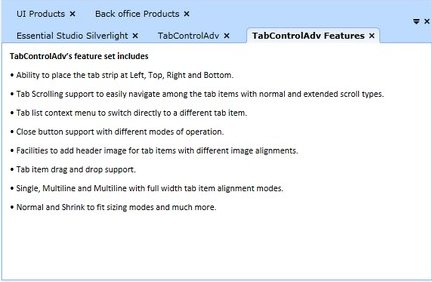 UI Products × Back office Products ×
Essential Studio Silverlight × TabControlAdv × TabControlAdv Features ×
TabControlAdv's feature set includes
• Ability to place the tab strip at Left, Top, Right and Bottom.
• Tab Scrolling support to easily navigate among the tab items with normal and extended scroll types.
• Tab list context menu to switch directly to a different tab item.
• Close button support with different modes of operation.
• Facilities to add header image for tab items with different image alignments.
• Tab item drag and drop support.
• Single, Multiline and Multiline with full width tab item alignment modes.
• Normal and Shrink to fit sizing modes and much more.